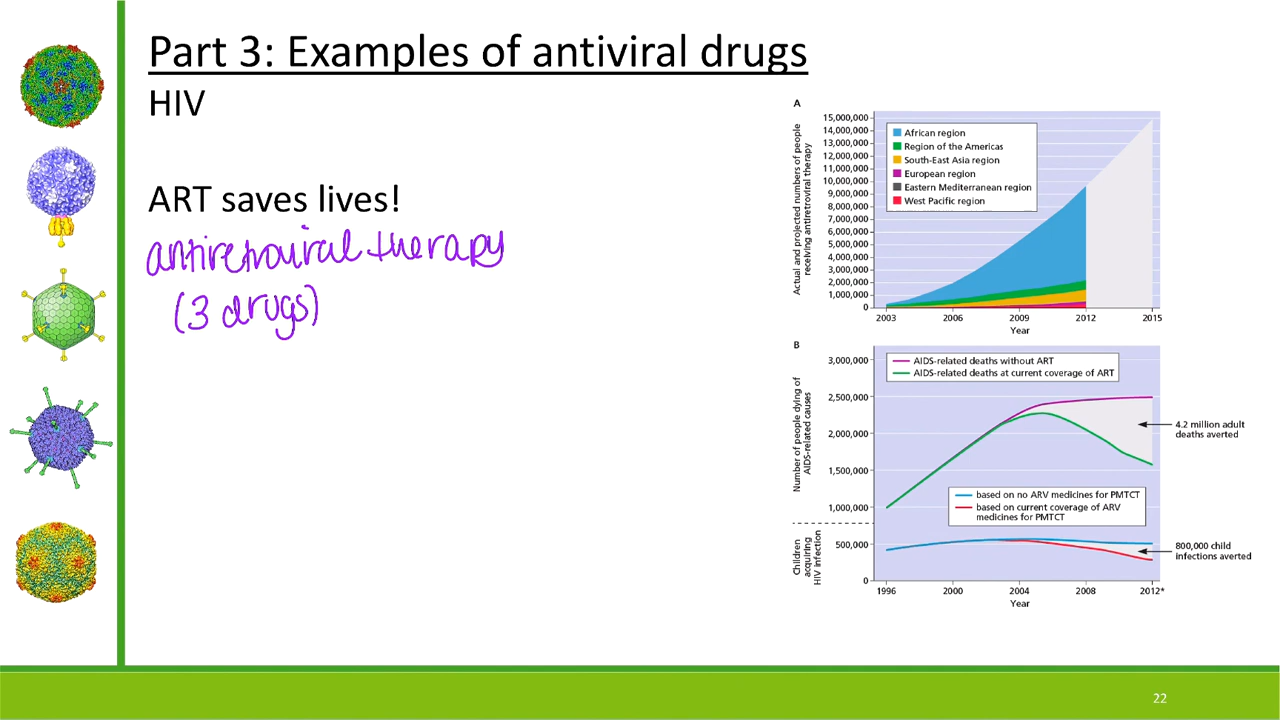 Part 3: Examples of antiviral drugs
HIV
ART saves lives!
antiretroviral therapy
(3 drugs)
A
Actual and projected numbers of people
receiving antiretroviral therapy
15,000,000
14,000,000
13,000,000
12,000,000
11,000,000
10,000,000
9,000,000
8,000,000
7,000,000
6,000,000
5,000,000
4,000,000
3,000,000
2,000,000
1,000,000
0
African region
Region of the Americas
South-East Asia region
European region
Eastern Mediterranean region
West Pacific region
2003 2006 2009 2012 2015
Year
B
Number of people dying of
AIDS-related causes
3,000,000
2,500,000
2,000,000
1,500,000
1,000,000
500,000
0
Children
acquiring
HIV infection
AIDS-related deaths without ART
AIDS-related deaths at current coverage of ART
4.2 million adult
deaths averted
based on no ARV medicines for PMTCT
based on current coverage of ARV
medicines for PMTCT
800,000 child
infections averted
1996 2000 2004 2008 2012*
Year
22